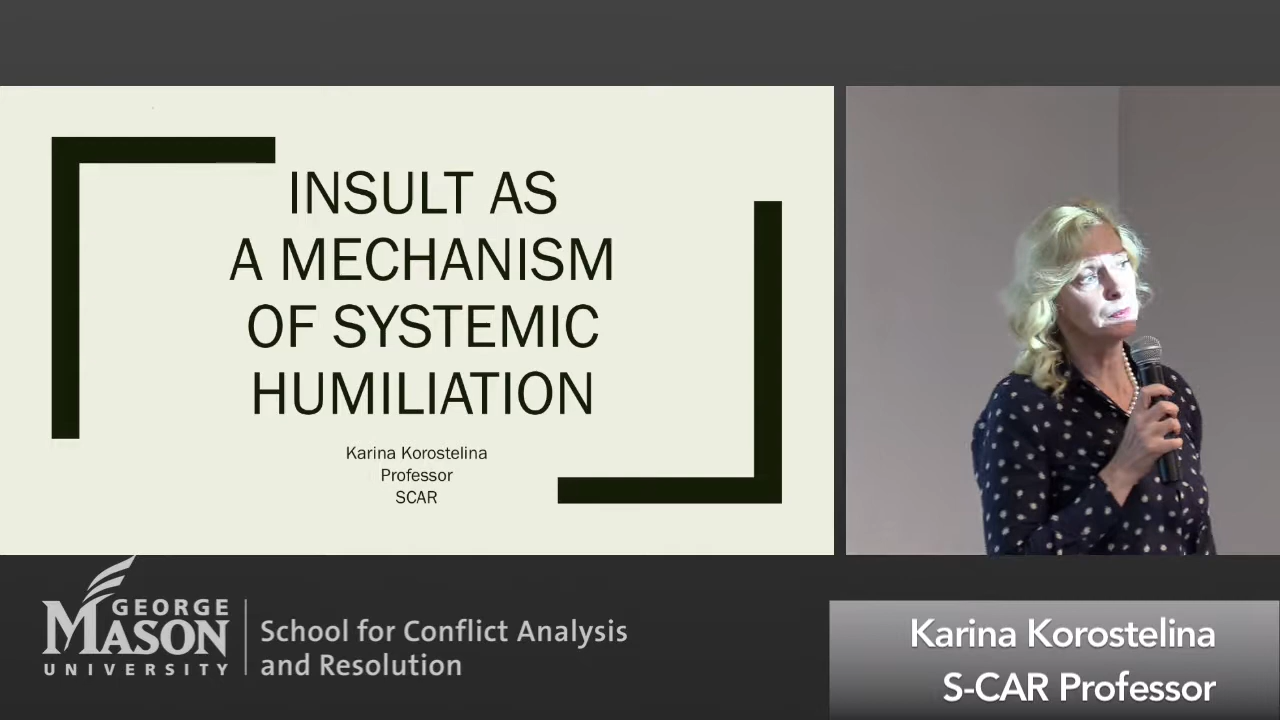 INSULT AS
A MECHANISM
OF SYSTEMIC
HUMILIATION
Karina Korostelina
Professor
SCAR
GEORGE
MASON
UNIVERSITY
School for Conflict Analysis
and Resolution
Karina Korostelina
S-CAR Professor